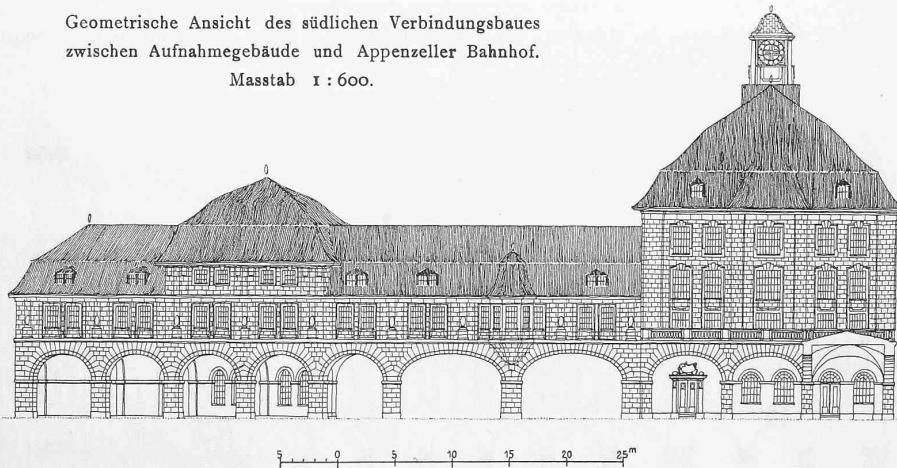 Geometrische Ansicht des südlichen Verbindungsbaues
zwischen Aufnahmegebäude und Appenzeller Bahnhof.
Masstab 1 : 600.
5 0 5 10 15 20 25 m